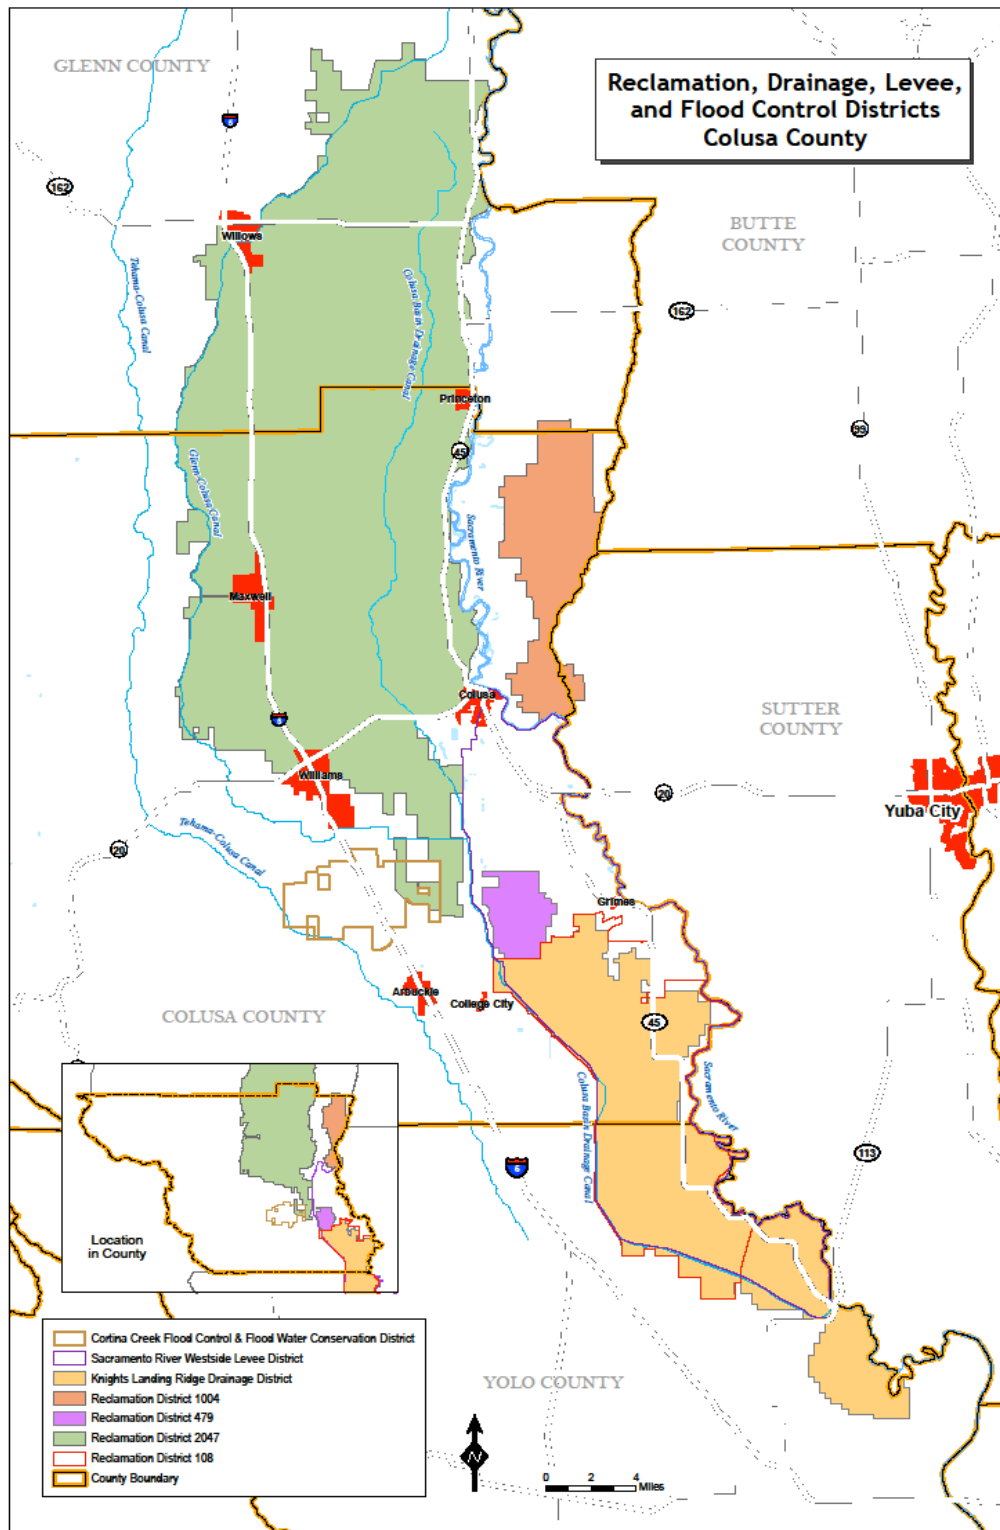 GLENN COUNTY
Reclamation, Drainage, Levee,
and Flood Control Districts
Colusa County
5
162
BUTTE
COUNTY
Willows
Tehama-Colusa Canal
Colusa Basin Drainage Canal
162
Princeton
99
45
Glenn-Colusa Canal
Sacramento River
Maxwell
Colusa
SUTTER
COUNTY
5
Williams
20
Yuba City
Tehama-Colusa Canal
20
Grimes
Arbuckle
College City
COLUSA COUNTY
45
Colusa Basin Drainage Canal
Sacramento River
113
5
Location
in County
Cortina Creek Flood Control & Flood Water Conservation District
Sacramento River Westside Levee District
Knights Landing Ridge Drainage District
Reclamation District 1004
Reclamation District 479
Reclamation District 2047
Reclamation District 108
County Boundary
YOLO COUNTY
N
0 2 4
Miles